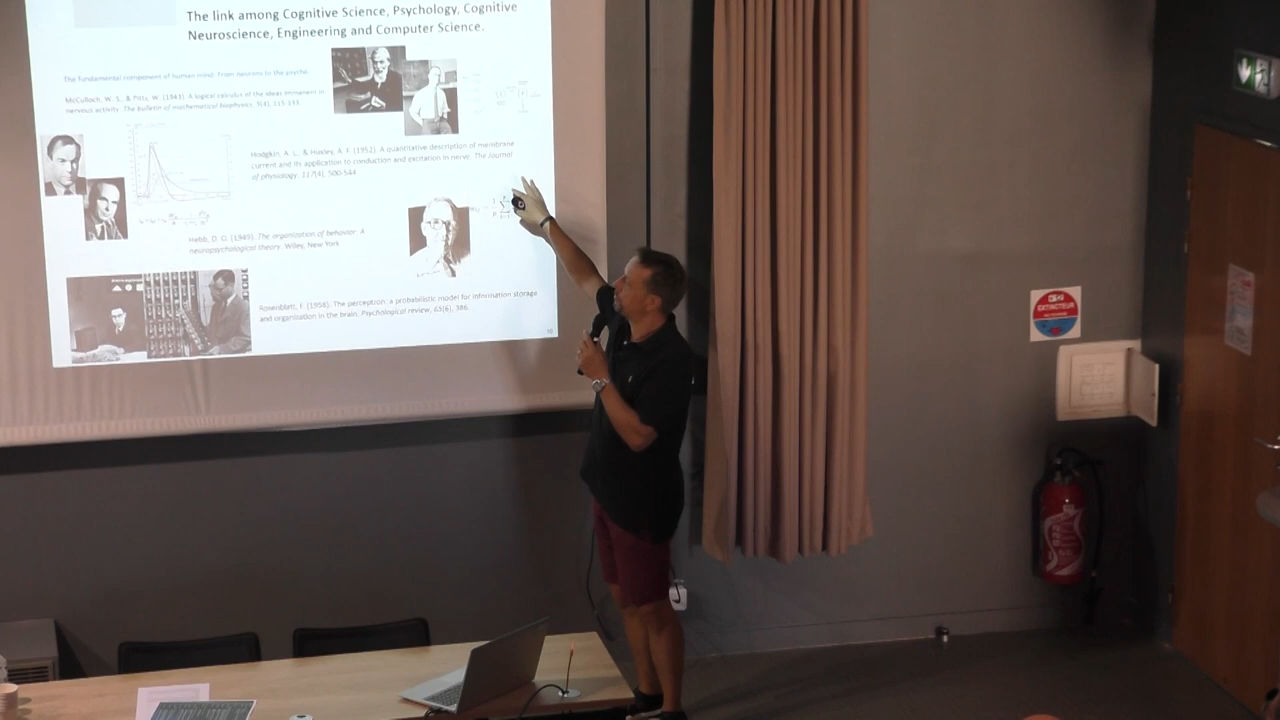 The link among Cognitive Science, Psychology, Cognitive
Neuroscience, Engineering and Computer Science.
The fundamental component of human mind: From neurons to the psyche
McCulloch, W. S., & Pitts, W. (1943). A logical calculus of the ideas immanent in
nervous activity. The bulletin of mathematical biophysics, 5(4), 115-133.
Hodgkin, A. L., & Huxley, A. F. (1952). A quantitative description of membrane
current and its application to conduction and excitation in nerve. The Journal
of physiology, 117(4), 500-544
Hebb, D. O. (1949). The organization of behavior: A
neuropsychological theory. Wiley, New York
Rosenblatt, F. (1958). The perceptron: a probabilistic model for information storage
and organization in the brain, Psychological review, 65(6), 386.
10
EXTINCTEUR